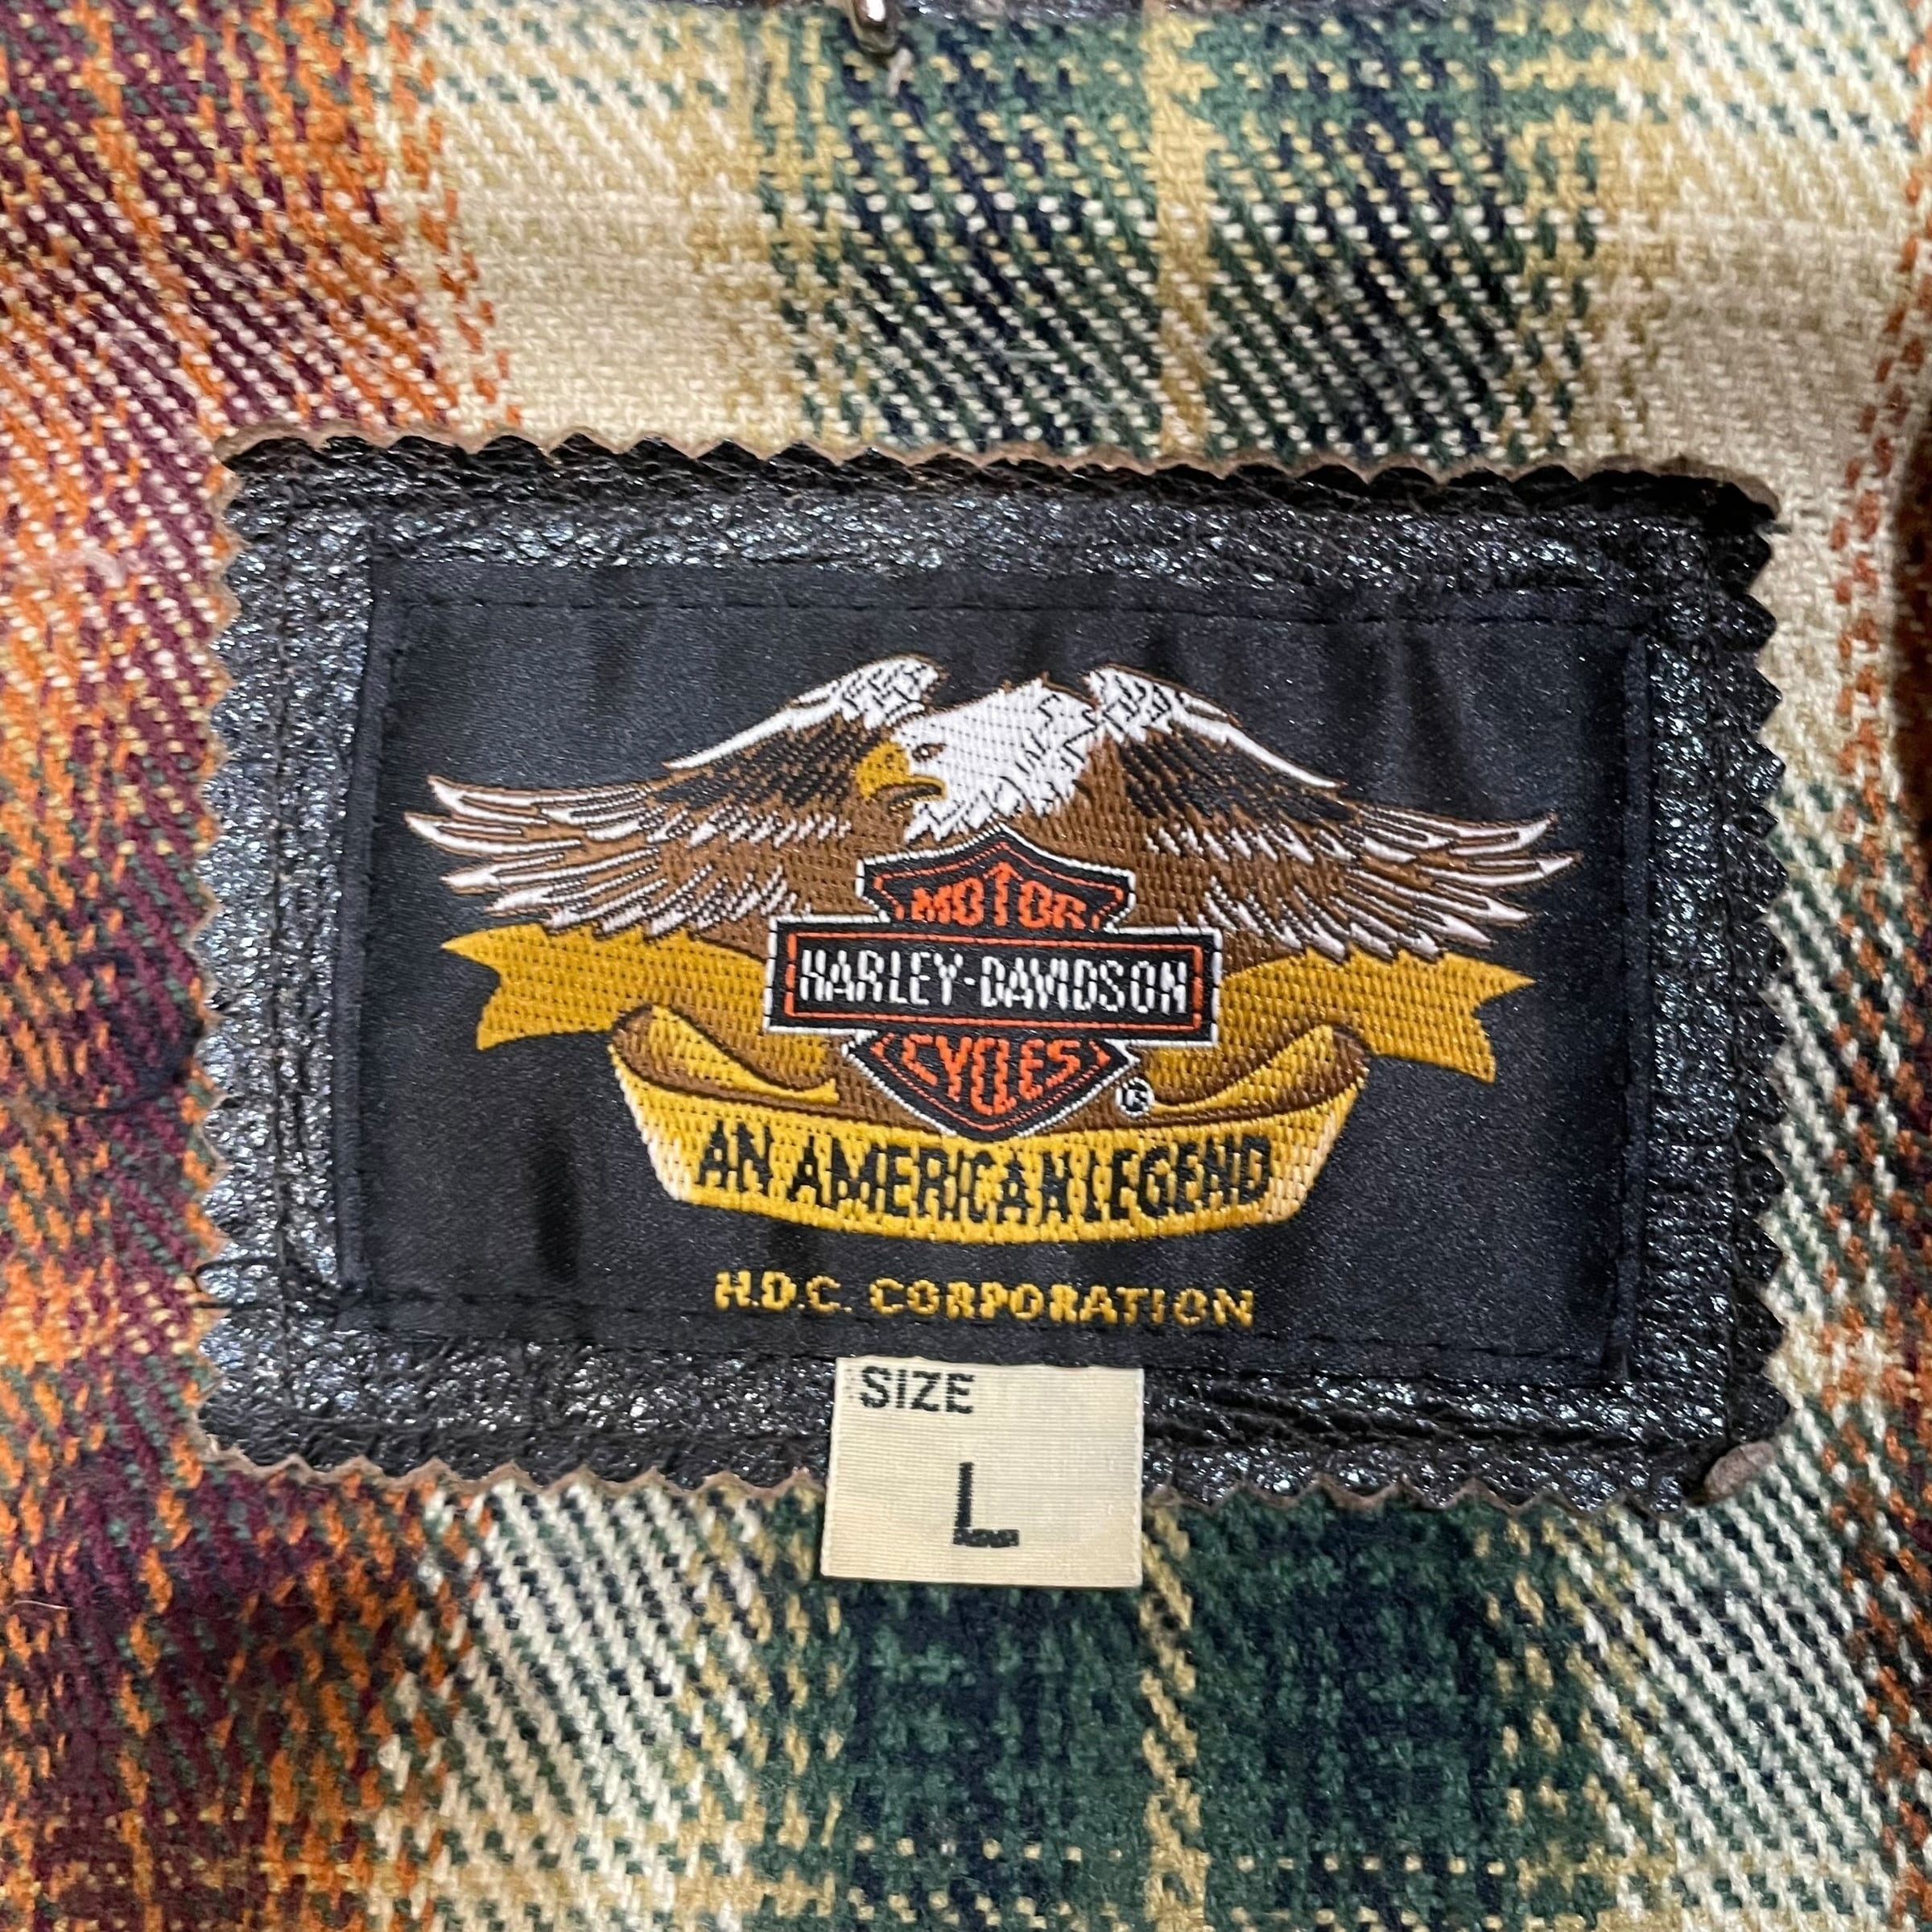 MOTOR
HARLEY-DAVIDSON
CYCLES
AN AMERICAN LEGEND
H.D.C. CORPORATION
SIZE
L